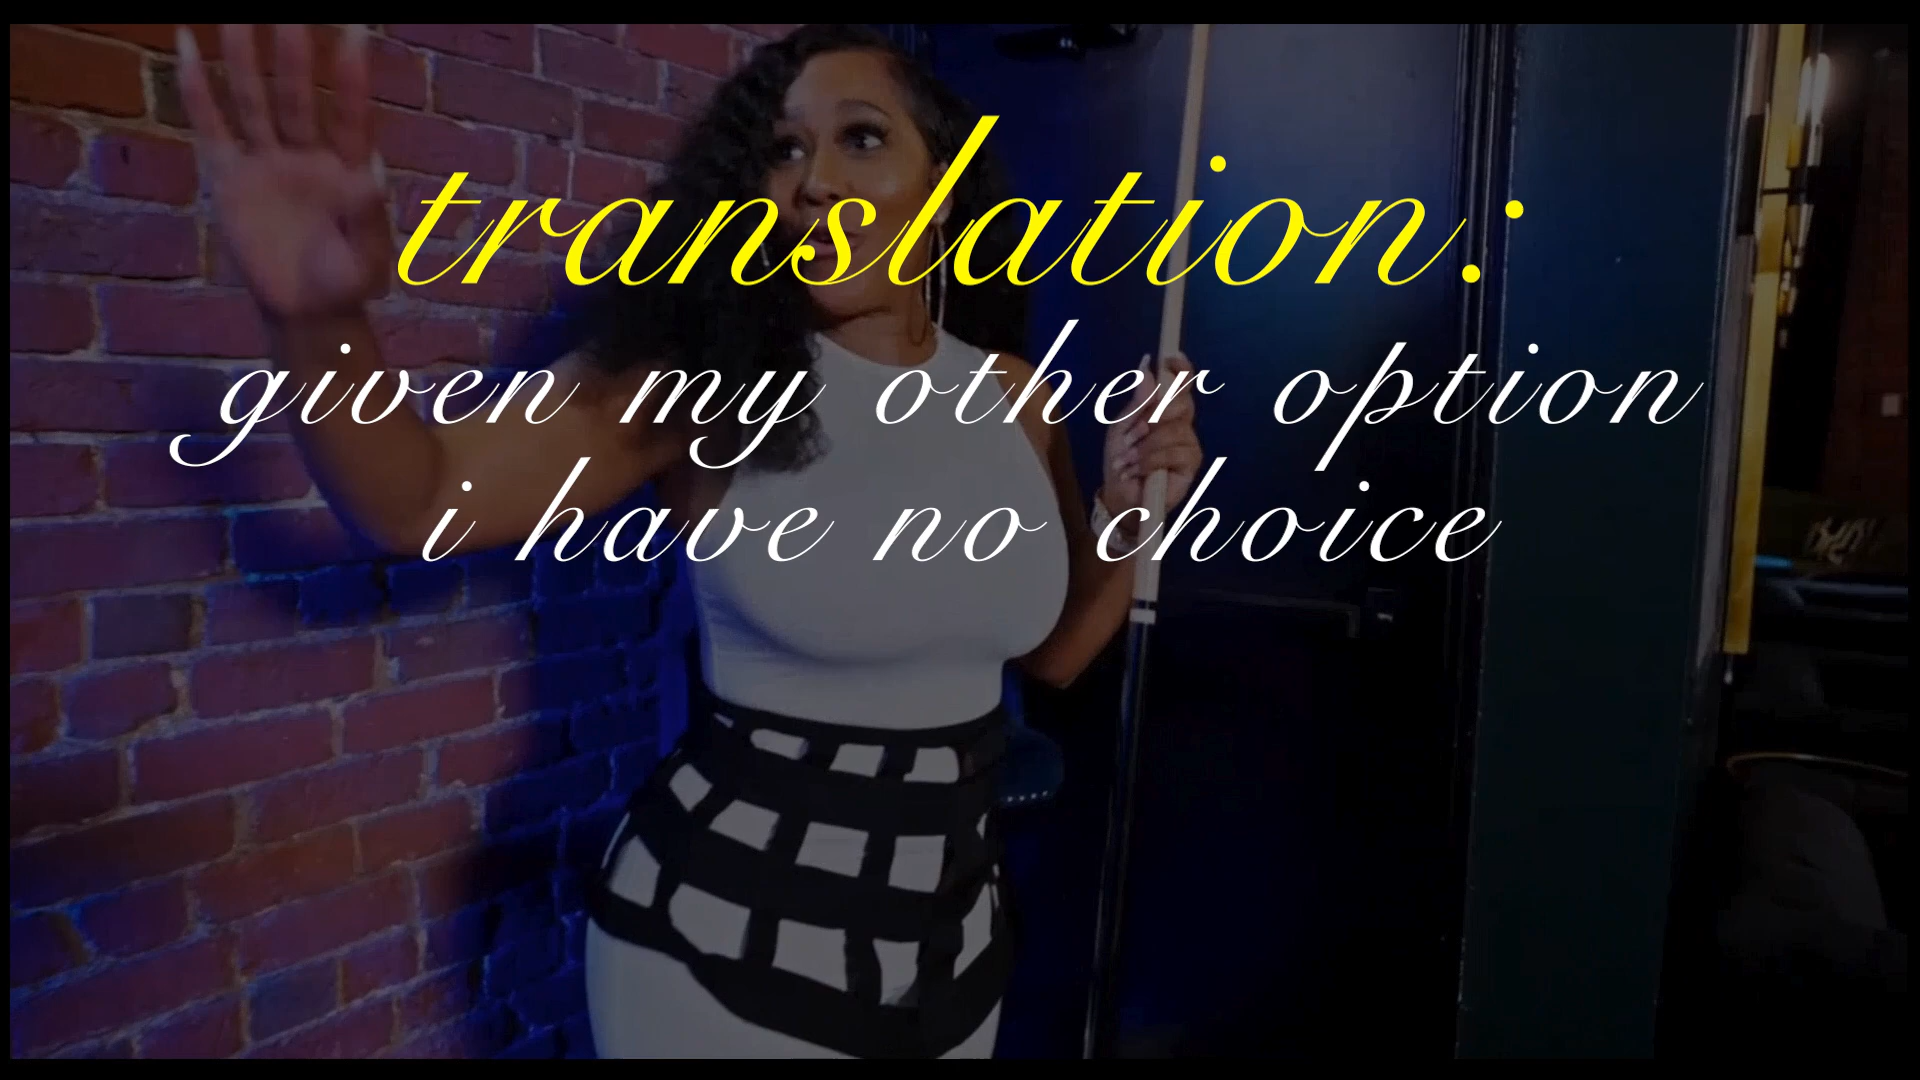 translation:
given my other option
i have no choice